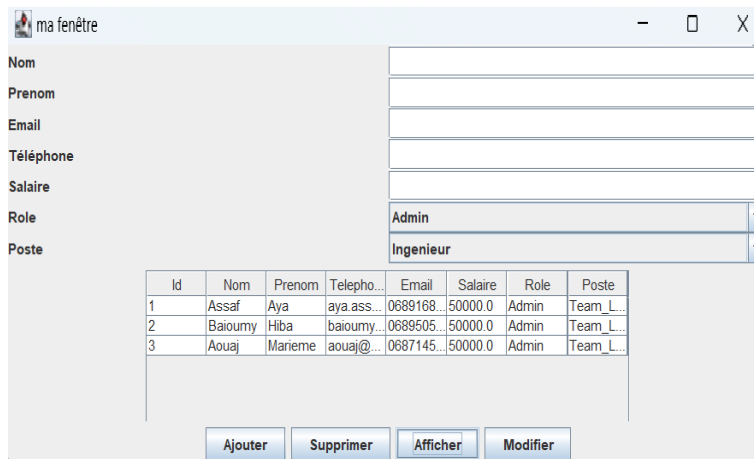 ma fenêtre
Nom
Prenom
Email
Téléphone
Salaire
Role Admin
Poste Ingenieur
Id Nom Prenom Telepho... Email Salaire Role Poste
1 Assaf Aya aya.ass... 0689168... 50000.0 Admin Team_L...
2 Baioumy Hiba baioumy... 0689505... 50000.0 Admin Team_L...
3 Aouaj Marieme aouaj@... 0687145... 50000.0 Admin Team_L...
Ajouter Supprimer Afficher Modifier